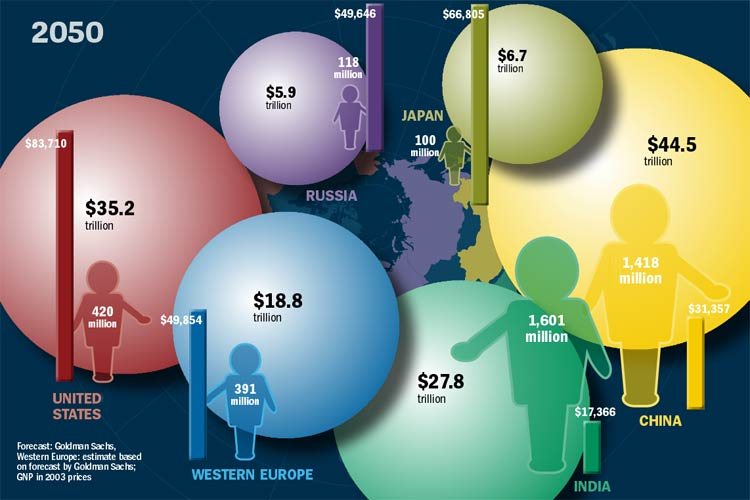 2050
$49,646
118
million
$5.9
trillion
RUSSIA
$66,805
$6.7
trillion
JAPAN
100
million
$83,710
$35.2
trillion
420
million
UNITED
STATES
$18.8
trillion
$49,854
391
million
WESTERN EUROPE
$44.5
trillion
1,418
million
$31,357
CHINA
1,601
million
$27.8
trillion
$17,366
INDIA
Forecast: Goldman Sachs,
Western Europe: estimate based
on forecast by Goldman Sachs;
GNP in 2003 prices